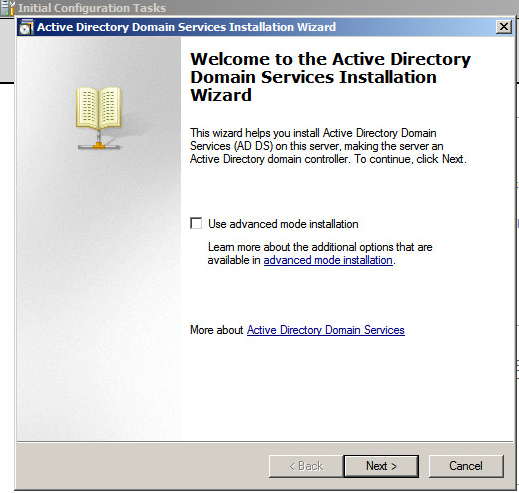 Initial Configuration Tasks
Active Directory Domain Services Installation Wizard
Welcome to the Active Directory
Domain Services Installation
Wizard
This wizard helps you install Active Directory Domain
Services (AD DS) on this server, making the server an
Active Directory domain controller. To continue, click Next.
Use advanced mode installation
Learn more about the additional options that are
available in advanced mode installation.
More about Active Directory Domain Services
< Back Next > Cancel